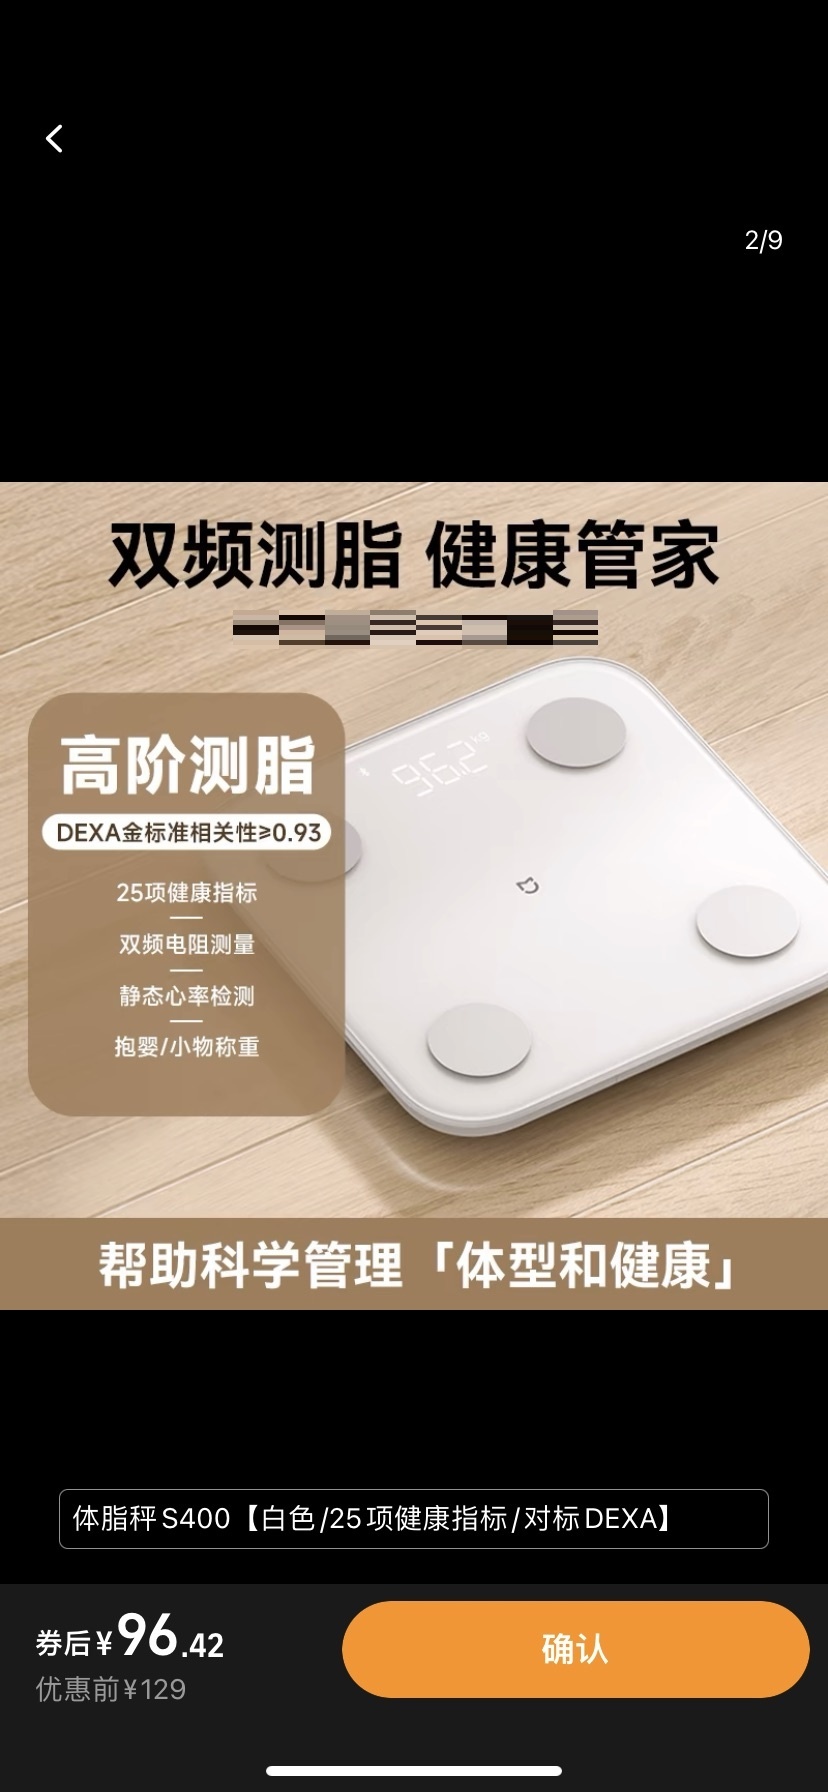 2/9
双频测脂 健康管家
高阶测脂
DEXA金标准相关性≥0.93
25项健康指标
双频电阻测量
静态心率检测
抱婴/小物称重
96.2 kg
帮助科学管理「体型和健康」
体脂秤S400【白色/25项健康指标/对标DEXA】
券后¥96.42
优惠前¥129
确认